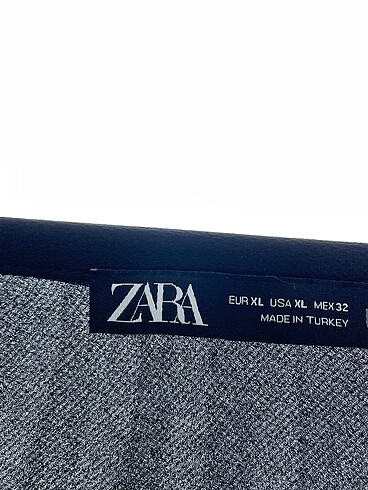 ZARA
EUR XL USA XL MEX 32
MADE IN TURKEY